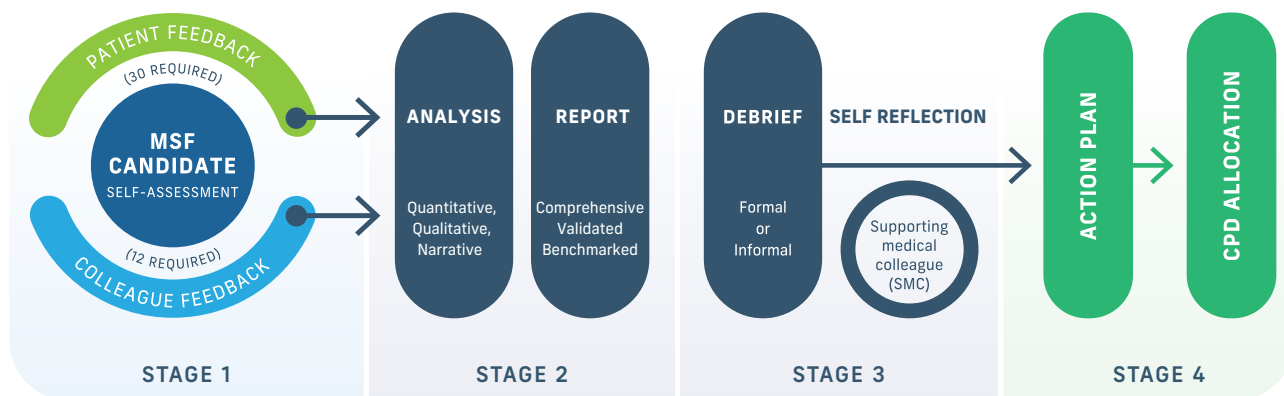 PATIENT FEEDBACK
(30 REQUIRED)
MSF
CANDIDATE
SELF-ASSESSMENT
(12 REQUIRED)
COLLEAGUE FEEDBACK
STAGE 1
ANALYSIS
Quantitative,
Qualitative,
Narrative
REPORT
Comprehensive
Validated
Benchmarked
STAGE 2
DEBRIEF
Formal
or
Informal
SELF REFLECTION
Supporting
medical
colleague
(SMC)
STAGE 3
ACTION PLAN
CPD ALLOCATION
STAGE 4